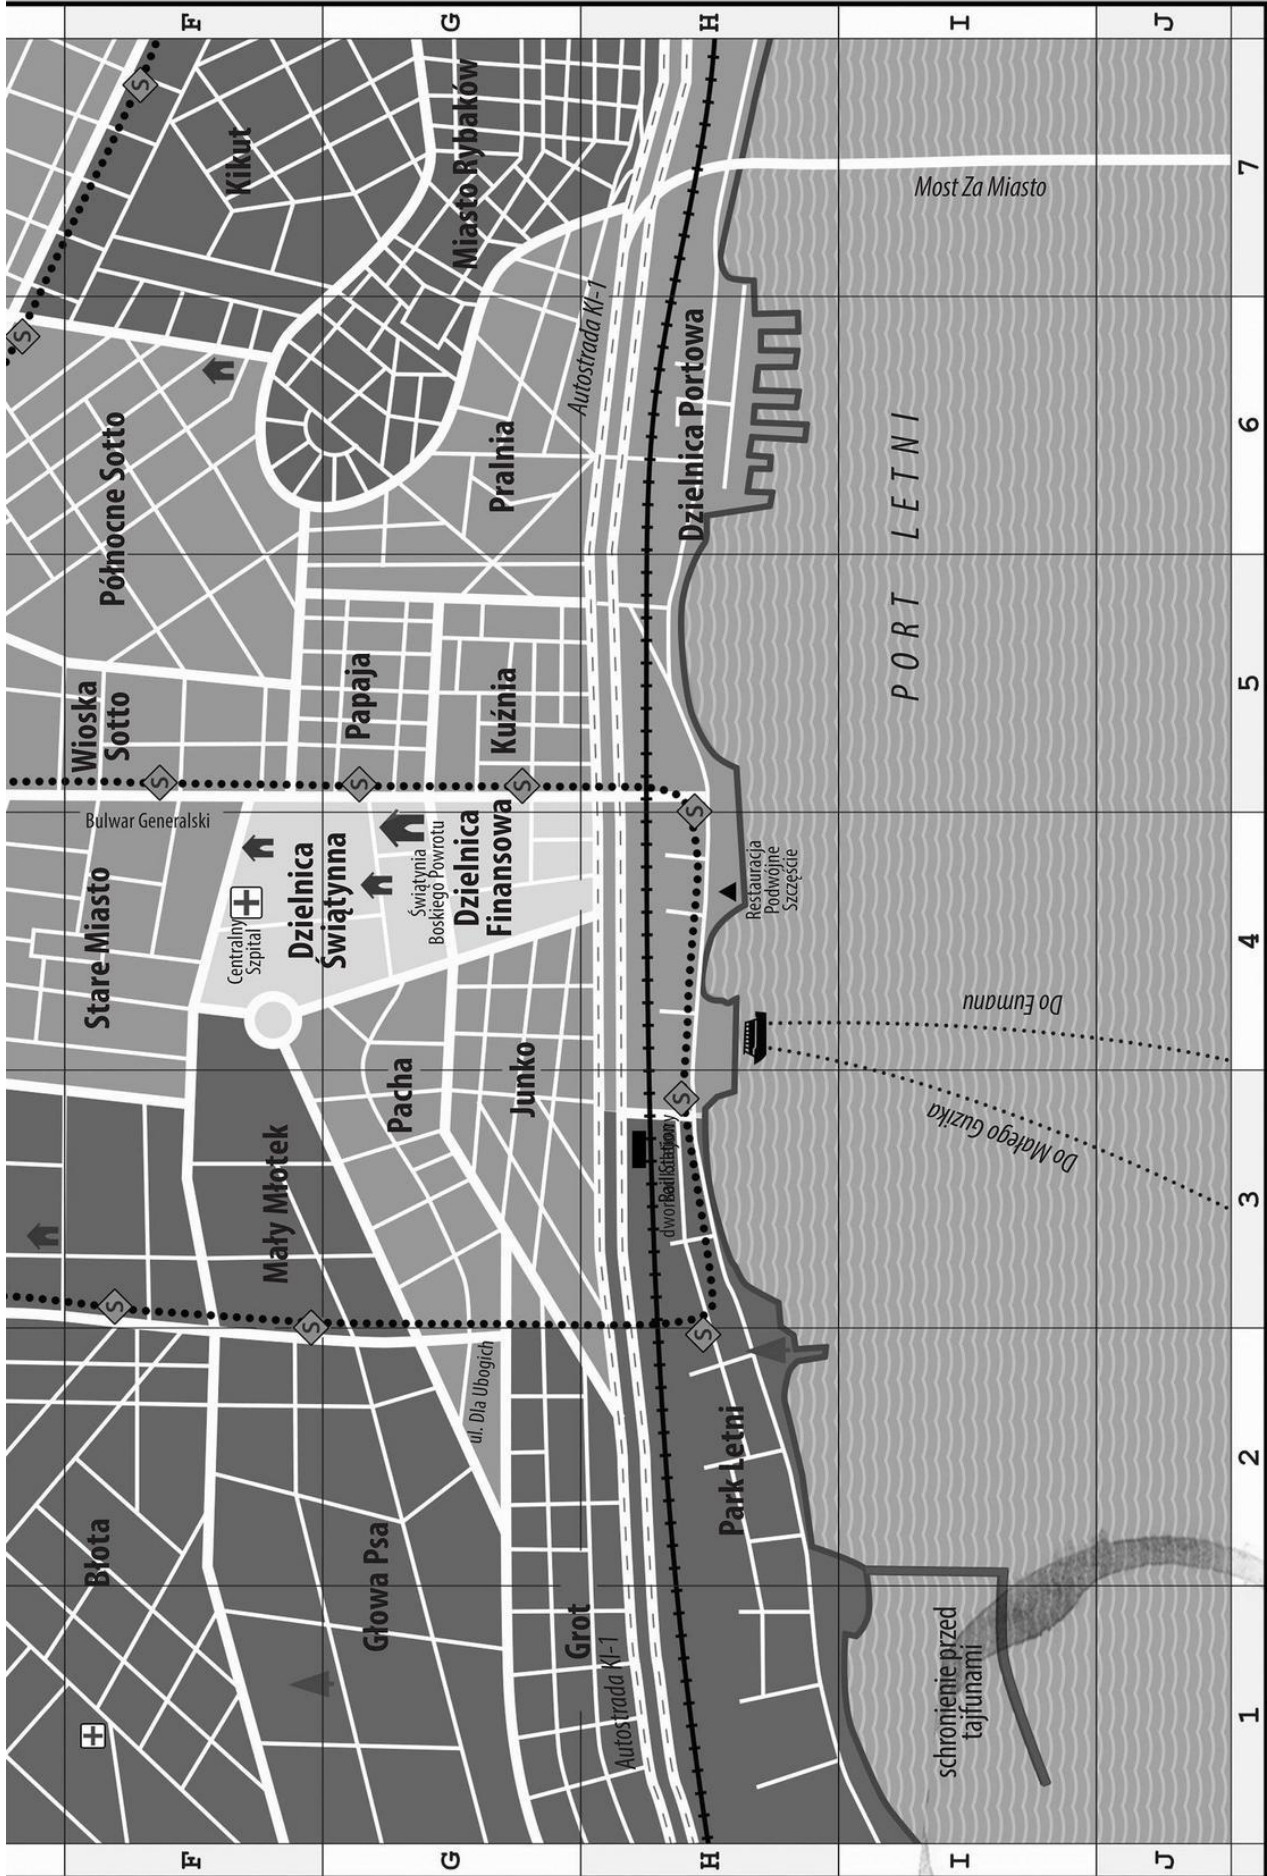 F
G
H
I
J
Kikut
Miasto Rybaków
7
Most Za Miasto
Północne Sotto
Pralnia
Autostrada KI-1
Dzielnica Portowa
6
PORT LETNI
Wioska
Sotto
Papaja
Kuźnia
5
S
S
S
S
S
S
S
S
S
S
Bulwar Generalski
Stare Miasto
Centralny
Szpital
Dzielnica
Świątynna
Świątynia
Boskiego Powrotu
Dzielnica
Finansowa
Restauracja
Podwójne
Szczęście
4
Do Eumanu
Do Małego Guzika
Pacha
Junko
Mały Młotek
3
ul. Dla Ubogich
Park Letni
2
Błota
Głowa Psa
Grot
Autostrada KI-1
schronienie przed
tajfunami
1
F
G
H
I
J